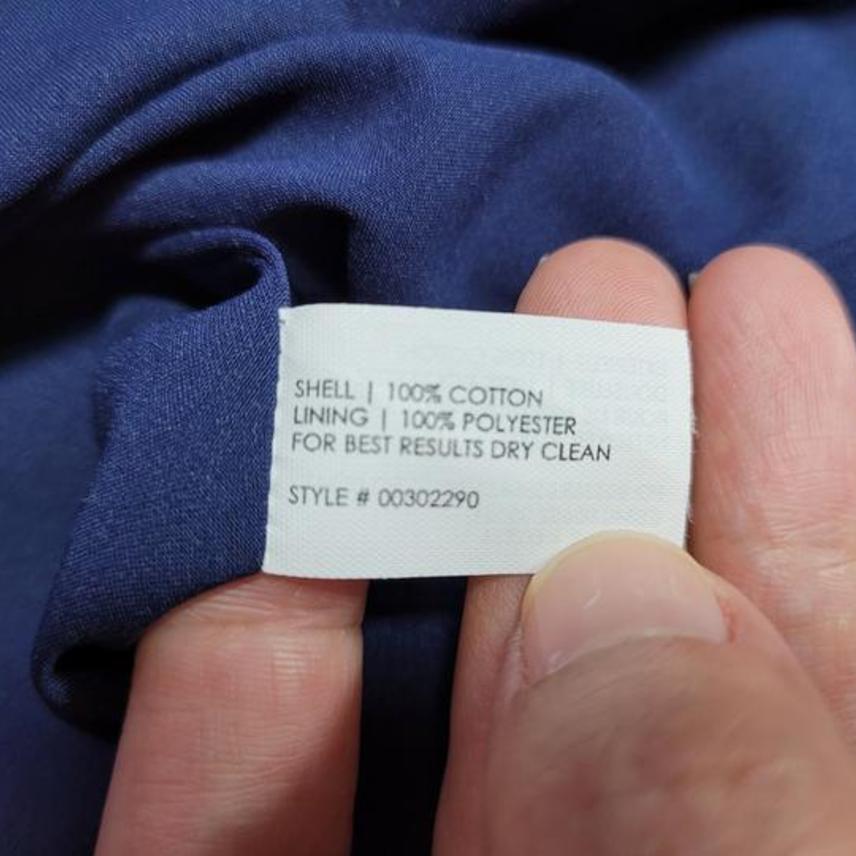 SHELL | 100% COTTON
LINING | 100% POLYESTER
FOR BEST RESULTS DRY CLEAN
STYLE # 00302290